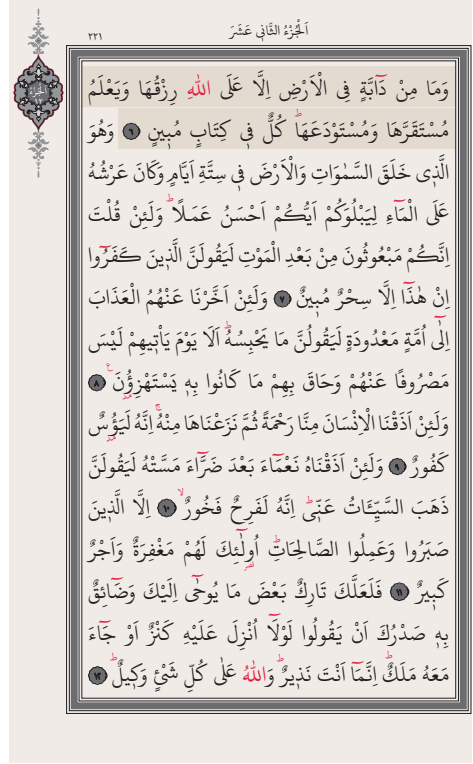 اَلْجُزْءُ الثَّانٖى عَشَرَ
٢٢١
وَمَا مِنْ دَٓابَّةٍ فِى الْاَرْضِ اِلَّا عَلَى اللّٰهِ رِزْقُهَا وَيَعْلَمُ
مُسْتَقَرَّهَا وَمُسْتَوْدَعَهَاؕ كُلٌّ فٖى كِتَابٍ مُبٖينٍ ﴿٦﴾ وَهُوَ
الَّذٖى خَلَقَ السَّمٰوَاتِ وَالْاَرْضَ فٖى سِتَّةِ اَيَّامٍ وَكَانَ عَرْشُهُ
عَلَى الْمَٓاءِ لِيَبْلُوَكُمْ اَيُّكُمْ اَحْسَنُ عَمَلًاؕ وَلَئِنْ قُلْتَ
اِنَّكُمْ مَبْعُوثُونَ مِنْ بَعْدِ الْمَوْتِ لَيَقُولَنَّ الَّذٖينَ كَفَرُٓوا
اِنْ هٰذَٓا اِلَّا سِحْرٌ مُبٖينٌ ﴿٧﴾ وَلَئِنْ اَخَّرْنَا عَنْهُمُ الْعَذَابَ
اِلٰٓى اُمَّةٍ مَعْدُودَةٍ لَيَقُولُنَّ مَا يَحْبِسُهُؕ اَلَا يَوْمَ يَاْتٖيهِمْ لَيْسَ
مَصْرُوفًا عَنْهُمْ وَحَاقَ بِهِمْ مَا كَانُوا بِهٖ يَسْتَهْزِؤُ۫نَ ﴿٨﴾
وَلَئِنْ اَذَقْنَا الْاِنْسَانَ مِنَّا رَحْمَةً ثُمَّ نَزَعْنَاهَا مِنْهُۚ اِنَّهُ لَيَؤُ۫سٌ
كَفُورٌ ﴿٩﴾ وَلَئِنْ اَذَقْنَاهُ نَعْمَٓاءَ بَعْدَ ضَرَّٓاءَ مَسَّتْهُ لَيَقُولَنَّ
ذَهَبَ السَّيِّـَٔاتُ عَنّٖىؕ اِنَّهُ لَفَرِحٌ فَخُورٌۙ ﴿١٠﴾ اِلَّا الَّذٖينَ
صَبَرُوا وَعَمِلُوا الصَّالِحَاتِؕ اُو۬لٰٓئِكَ لَهُمْ مَغْفِرَةٌ وَاَجْرٌ
كَبٖيرٌ ﴿١١﴾ فَلَعَلَّكَ تَارِكٌ بَعْضَ مَا يُوحٰٓى اِلَيْكَ وَضَٓائِقٌ
بِهٖ صَدْرُكَ اَنْ يَقُولُوا لَوْلَٓا اُنْزِلَ عَلَيْهِ كَنْزٌ اَوْ جَٓاءَ
مَعَهُ مَلَكٌؕ اِنَّمَٓا اَنْتَ نَذٖيرٌؕ وَاللّٰهُ عَلٰى كُلِّ شَىْءٍ وَكٖيلٌؕ ﴿١٢﴾